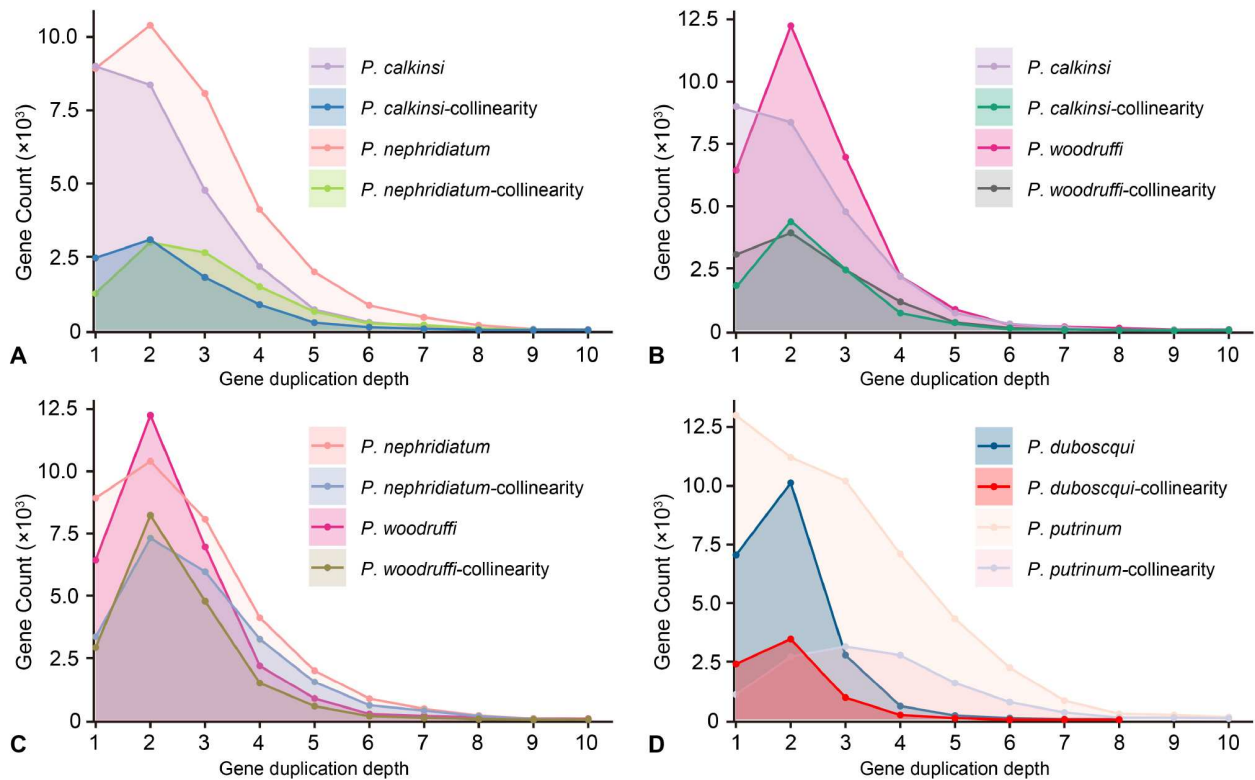 10.0
7.5
5.0
2.5
0
Gene Count (×10³)
P. calkinsi
P. calkinsi-collinearity
P. nephridiatum
P. nephridiatum-collinearity
1 2 3 4 5 6 7 8 9 10
A
Gene duplication depth
12.5
10.0
7.5
5.0
2.5
0
Gene Count (×10³)
P. calkinsi
P. calkinsi-collinearity
P. woodruffi
P. woodruffi-collinearity
1 2 3 4 5 6 7 8 9 10
B
Gene duplication depth
12.5
10.0
7.5
5.0
2.5
0
Gene Count (×10³)
P. nephridiatum
P. nephridiatum-collinearity
P. woodruffi
P. woodruffi-collinearity
1 2 3 4 5 6 7 8 9 10
C
Gene duplication depth
12.5
10.0
7.5
5.0
2.5
0
Gene Count (×10³)
P. duboscqui
P. duboscqui-collinearity
P. putrinum
P. putrinum-collinearity
1 2 3 4 5 6 7 8 9 10
D
Gene duplication depth